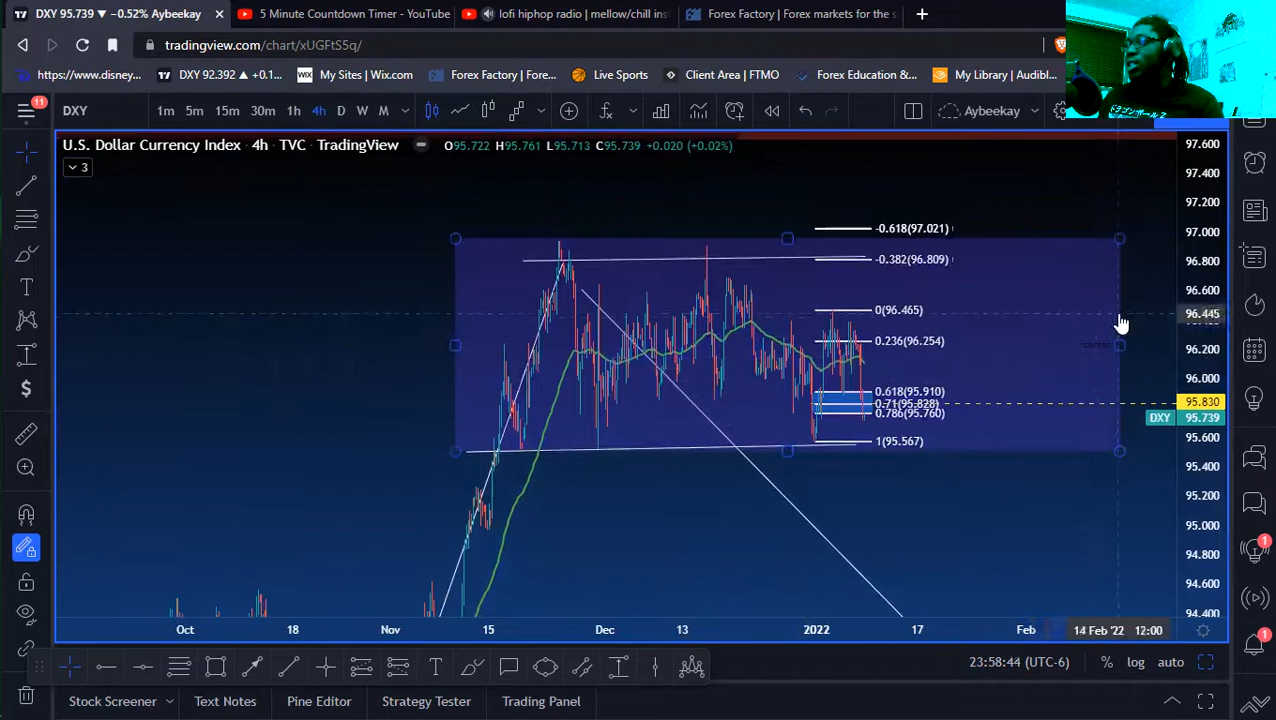 DXY 95.739 ▼ −0.52% Aybeekay
5 Minute Countdown Timer - YouTube
lofi hiphop radio | mellow/chill ins
Forex Factory | Forex markets for the s
tradingview.com/chart/xUGFtS5q/
https://www.disney...
DXY 92.392 ▲ +0.1...
WIX
My Sites | Wix.com
Forex Factory | Fore...
Live Sports
Client Area | FTMO
Forex Education &...
My Library | Audibl...
11
DXY
1m
5m
15m
30m
1h
4h
D
W
M
Aybeekay
U.S. Dollar Currency Index · 4h · TVC · TradingView
O95.722 H95.761 L95.713 C95.739 +0.020 (+0.02%)
3
97.600
97.400
97.200
97.000
96.800
96.600
96.445
96.200
96.000
95.830
DXY 95.739
95.600
95.400
95.200
95.000
94.800
94.600
94.400
-0.618(97.021)
-0.382(96.809)
0(96.465)
0.236(96.254)
0.618(95.910)
0.71(95.828)
0.786(95.760)
1(95.567)
Oct
18
Nov
15
Dec
13
2022
17
Feb
14 Feb '22 12:00
1
1
23:58:44 (UTC-6)
%
log
auto
Stock Screener
Text Notes
Pine Editor
Strategy Tester
Trading Panel